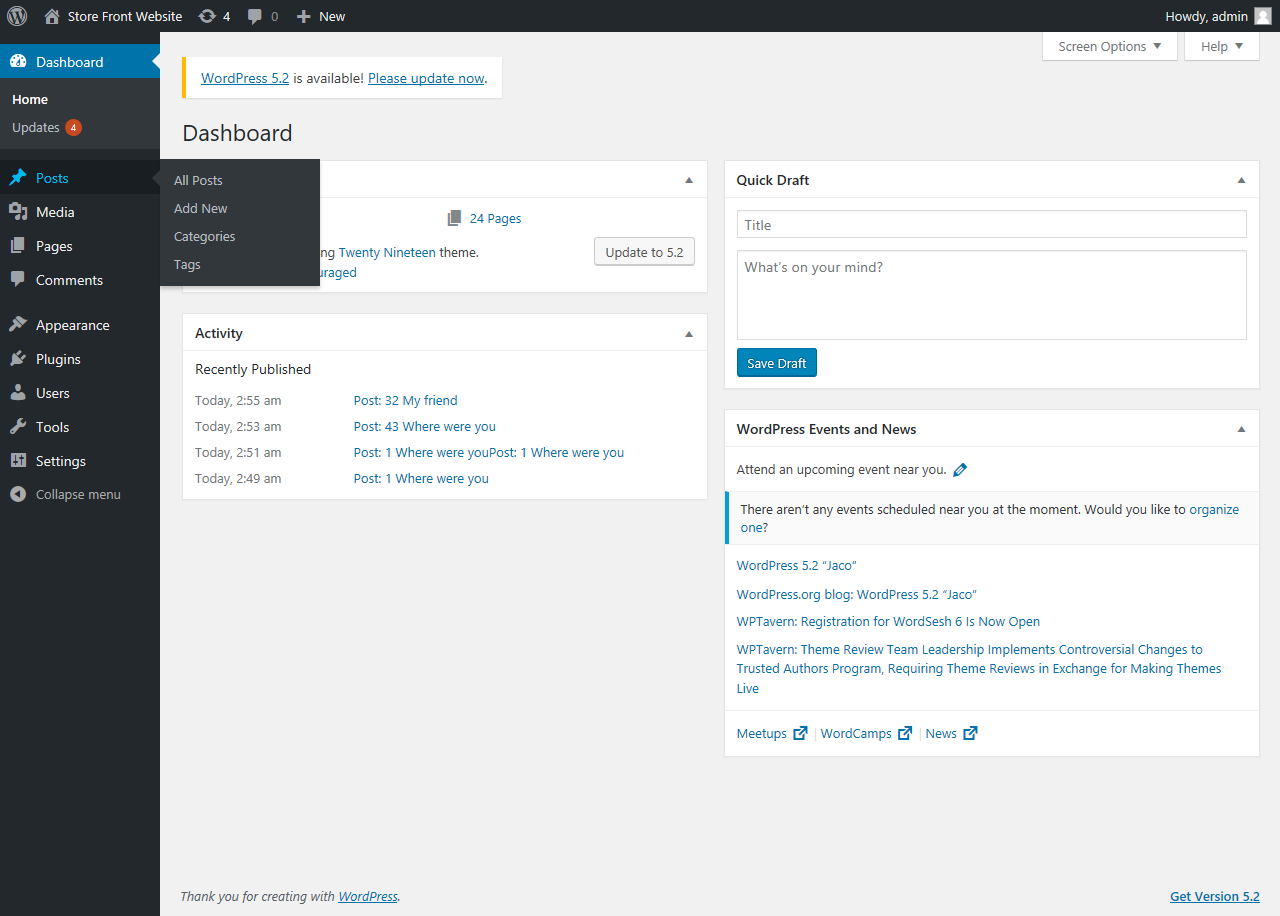 Store Front Website 4 0 New Howdy, admin
Screen Options Help
Dashboard
Home
Updates 4
Posts
Media
Pages
Comments
Appearance
Plugins
Users
Tools
Settings
Collapse menu
All Posts
Add New
Categories
Tags
WordPress 5.2 is available! Please update now.
Dashboard
24 Pages
ng Twenty Nineteen theme.
Update to 5.2
uraged
Activity
Recently Published
Today, 2:55 am Post: 32 My friend
Today, 2:53 am Post: 43 Where were you
Today, 2:51 am Post: 1 Where were youPost: 1 Where were you
Today, 2:49 am Post: 1 Where were you
Quick Draft
Title
What's on your mind?
Save Draft
WordPress Events and News
Attend an upcoming event near you.
There aren't any events scheduled near you at the moment. Would you like to organize
one?
WordPress 5.2 “Jaco”
WordPress.org blog: WordPress 5.2 “Jaco”
WPTavern: Registration for WordSesh 6 Is Now Open
WPTavern: Theme Review Team Leadership Implements Controversial Changes to
Trusted Authors Program, Requiring Theme Reviews in Exchange for Making Themes
Live
Meetups | WordCamps | News
Thank you for creating with WordPress.
Get Version 5.2